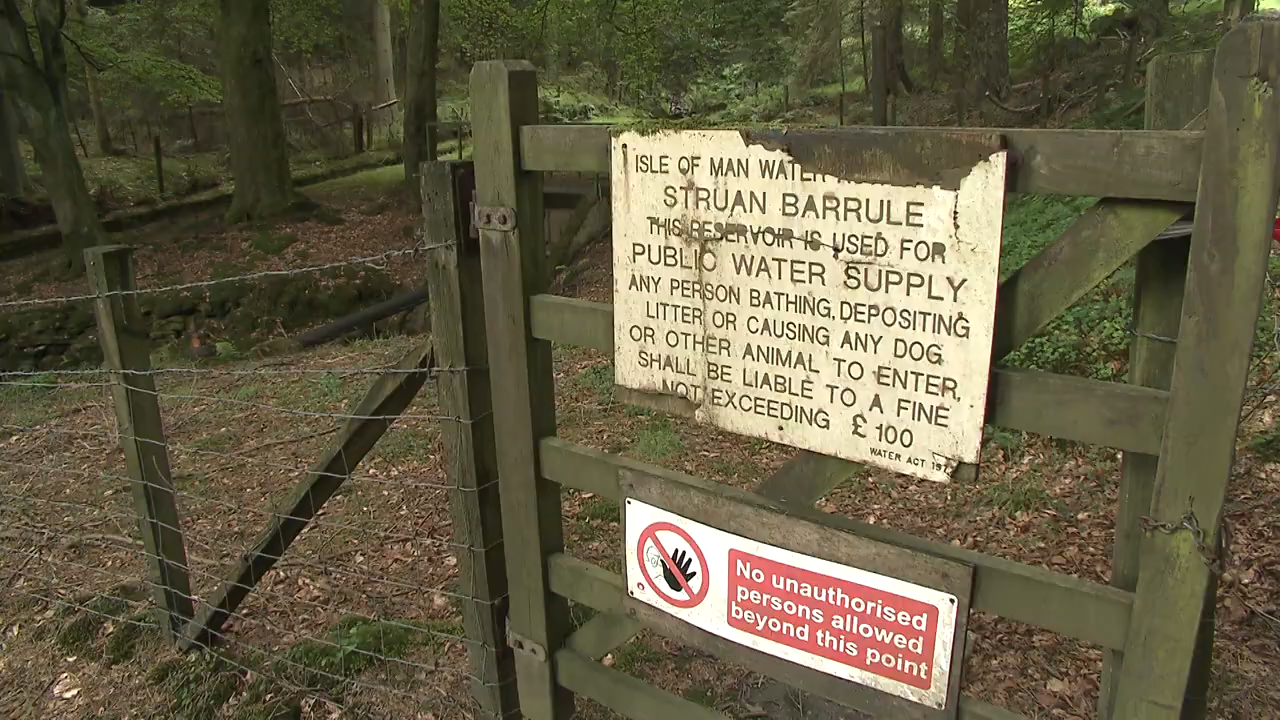 ISLE OF MAN WATER
STRUAN BARRULE
THIS RESERVOIR IS USED FOR
PUBLIC WATER SUPPLY
ANY PERSON BATHING, DEPOSITING
LITTER OR CAUSING ANY DOG
OR OTHER ANIMAL TO ENTER,
SHALL BE LIABLE TO A FINE
NOT EXCEEDING £100
WATER ACT
No unauthorised
persons allowed
beyond this point